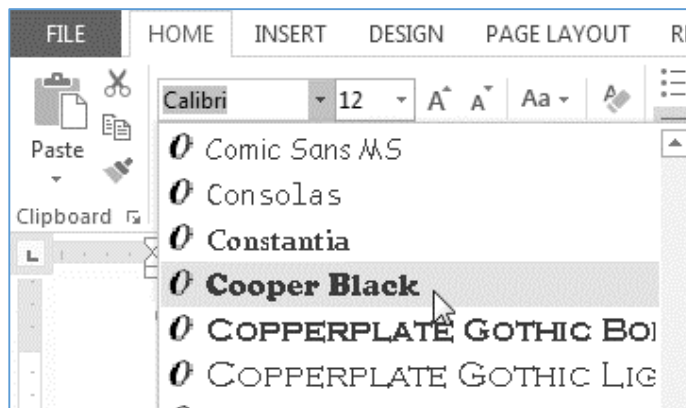 FILE HOME INSERT DESIGN PAGE LAYOUT
Calibri 12 Aa
Paste
Clipboard
Comic Sans MS
Consolas
Constantia
Cooper Black
COPPERPLATE GOTHIC BOL
COPPERPLATE GOTHIC LIG